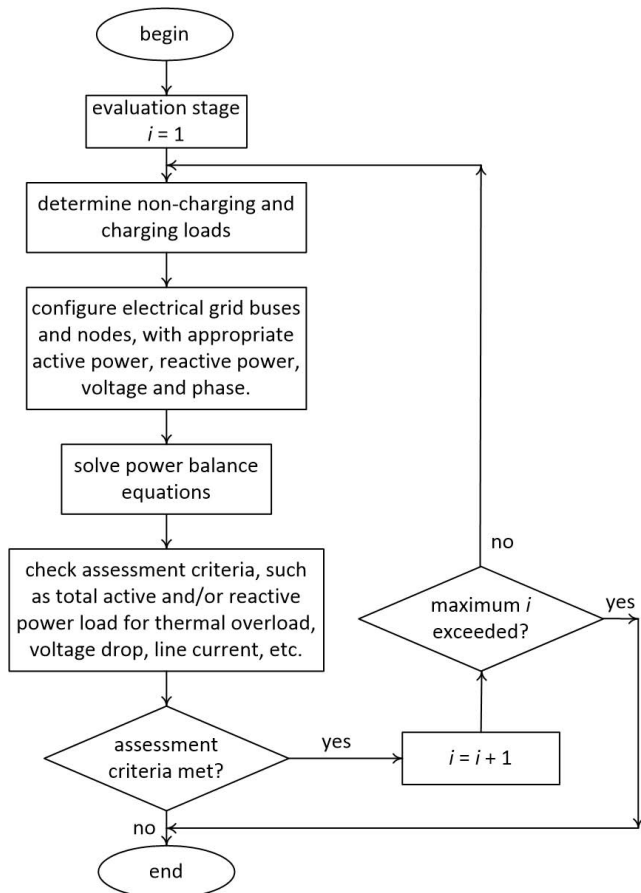 begin
evaluation stage
i = 1
determine non-charging and
charging loads
configure electrical grid buses
and nodes, with appropriate
active power, reactive power,
voltage and phase.
solve power balance
equations
check assessment criteria, such
as total active and/or reactive
power load for thermal overload,
voltage drop, line current, etc.
assessment
criteria met?
yes
i = i + 1
maximum i
exceeded?
no
yes
no
end